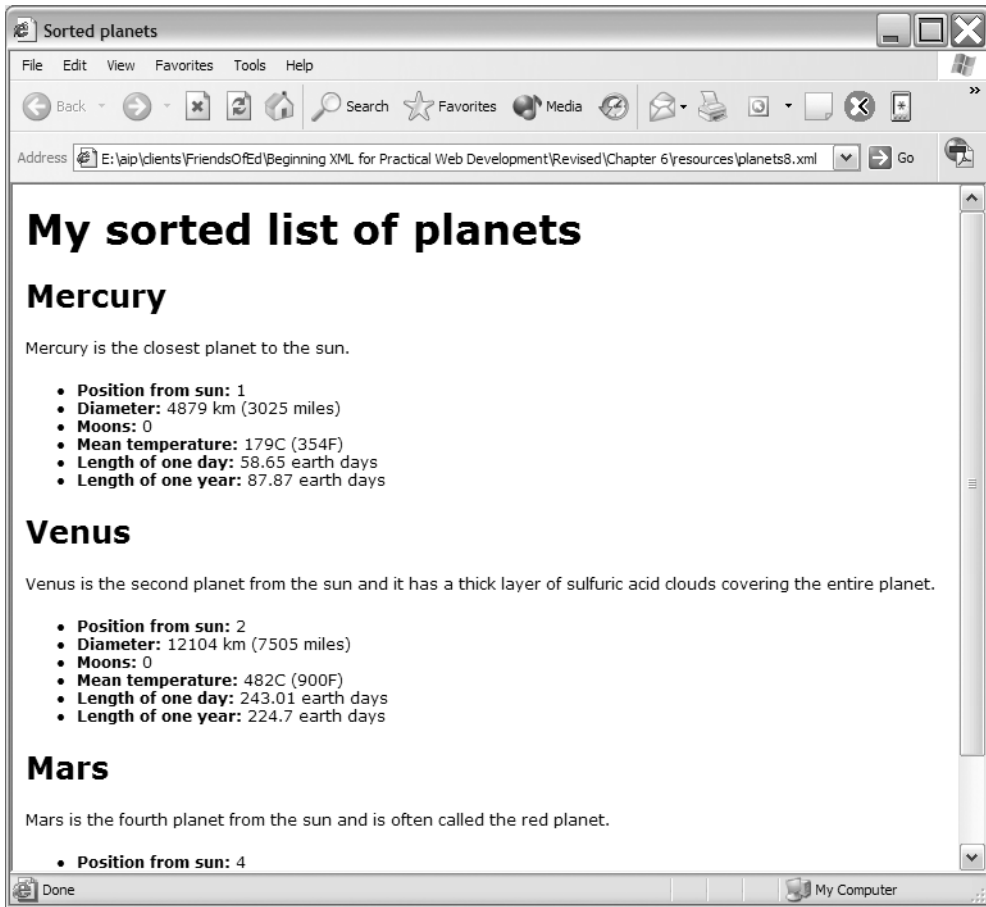 Sorted planets
File Edit View Favorites Tools Help
Back Search Favorites Media
Address E:\aip\clients\FriendsOfEd\Beginning XML for Practical Web Development\Revised\Chapter 6\resources\planets8.xml Go
My sorted list of planets
Mercury
Mercury is the closest planet to the sun.
• Position from sun: 1
• Diameter: 4879 km (3025 miles)
• Moons: 0
• Mean temperature: 179C (354F)
• Length of one day: 58.65 earth days
• Length of one year: 87.87 earth days
Venus
Venus is the second planet from the sun and it has a thick layer of sulfuric acid clouds covering the entire planet.
• Position from sun: 2
• Diameter: 12104 km (7505 miles)
• Moons: 0
• Mean temperature: 482C (900F)
• Length of one day: 243.01 earth days
• Length of one year: 224.7 earth days
Mars
Mars is the fourth planet from the sun and is often called the red planet.
• Position from sun: 4
Done My Computer